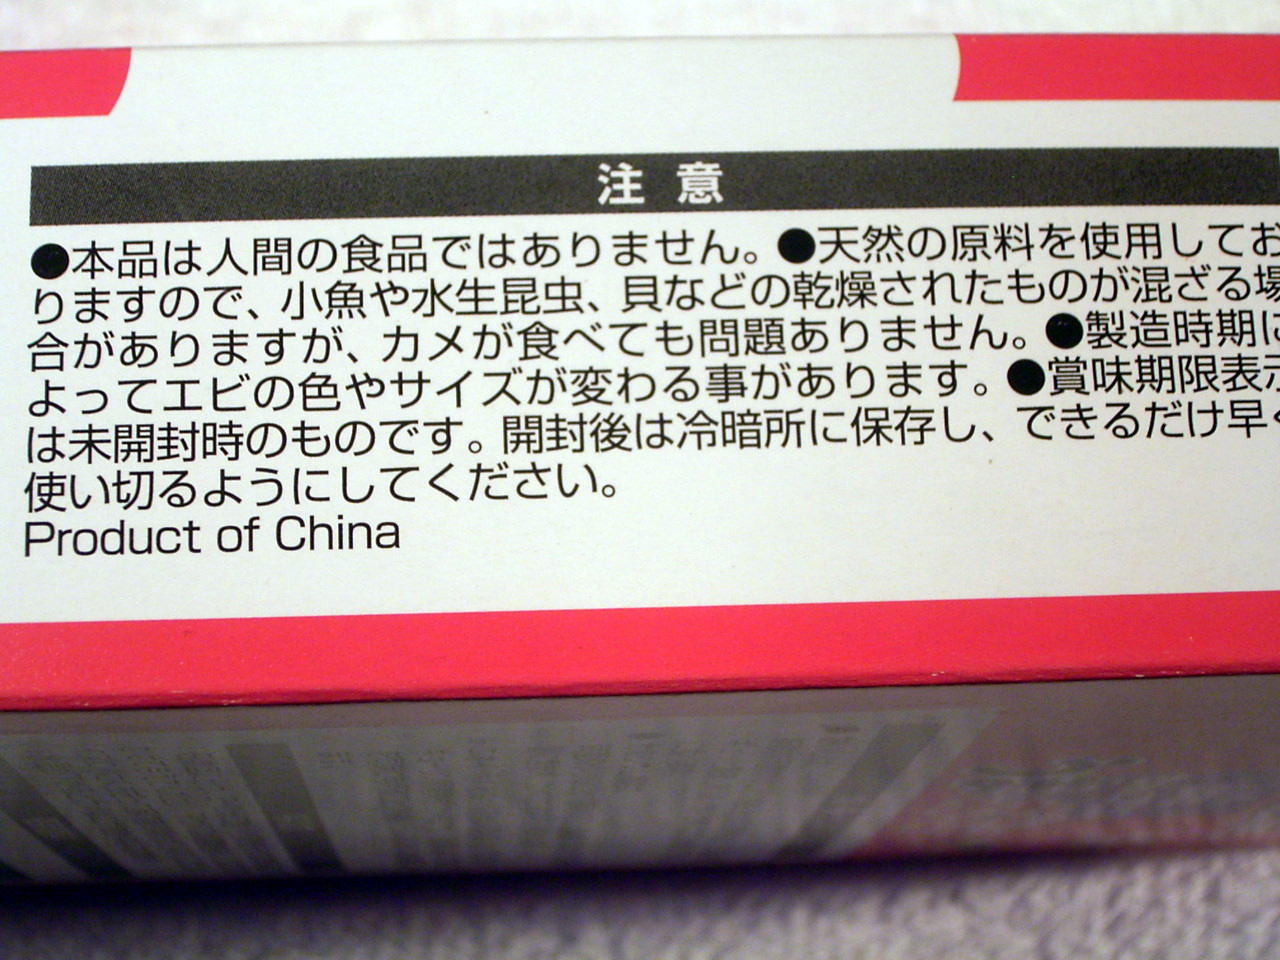 注意
●本品は人間の食品ではありません。●天然の原料を使用してお
りますので、小魚や水生昆虫、貝などの乾燥されたものが混ざる場
合がありますが、カメが食べても問題ありません。●製造時期に
よってエビの色やサイズが変わる事があります。●賞味期限表示
は未開封時のものです。開封後は冷暗所に保存し、できるだけ早く
使い切るようにしてください。
Product of China